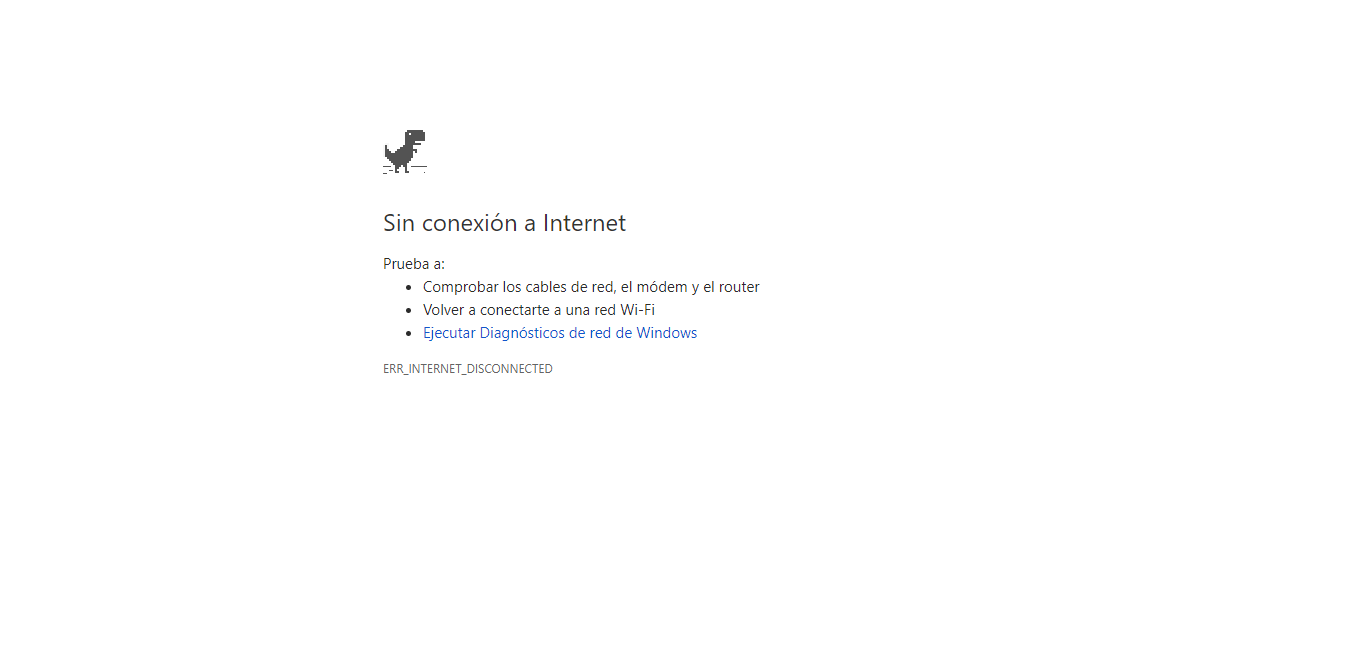 Sin conexión a Internet
Prueba a:
• Comprobar los cables de red, el módem y el router
• Volver a conectarte a una red Wi-Fi
• Ejecutar Diagnósticos de red de Windows
ERR_INTERNET_DISCONNECTED